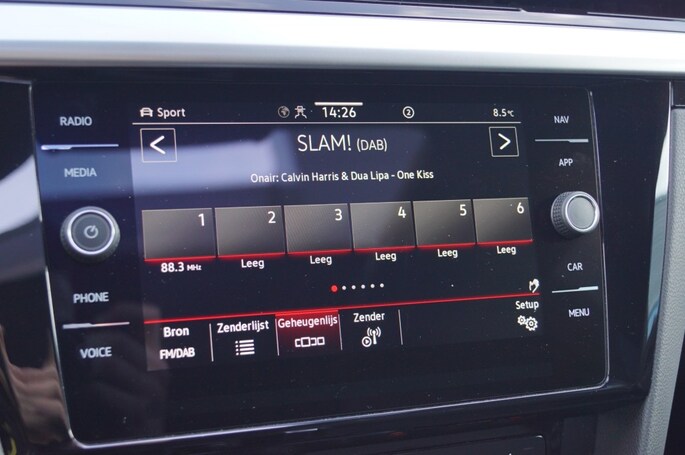 RADIO
MEDIA
PHONE
VOICE
Sport
14:26
2
8.5°C
SLAM! (DAB)
Onair: Calvin Harris & Dua Lipa - One Kiss
1 2 3 4 5 6
88.3 MHz Leeg Leeg Leeg Leeg Leeg
Bron
FM/DAB
Zenderlijst
Geheugenlijs
Zender
Setup
NAV
APP
CAR
MENU